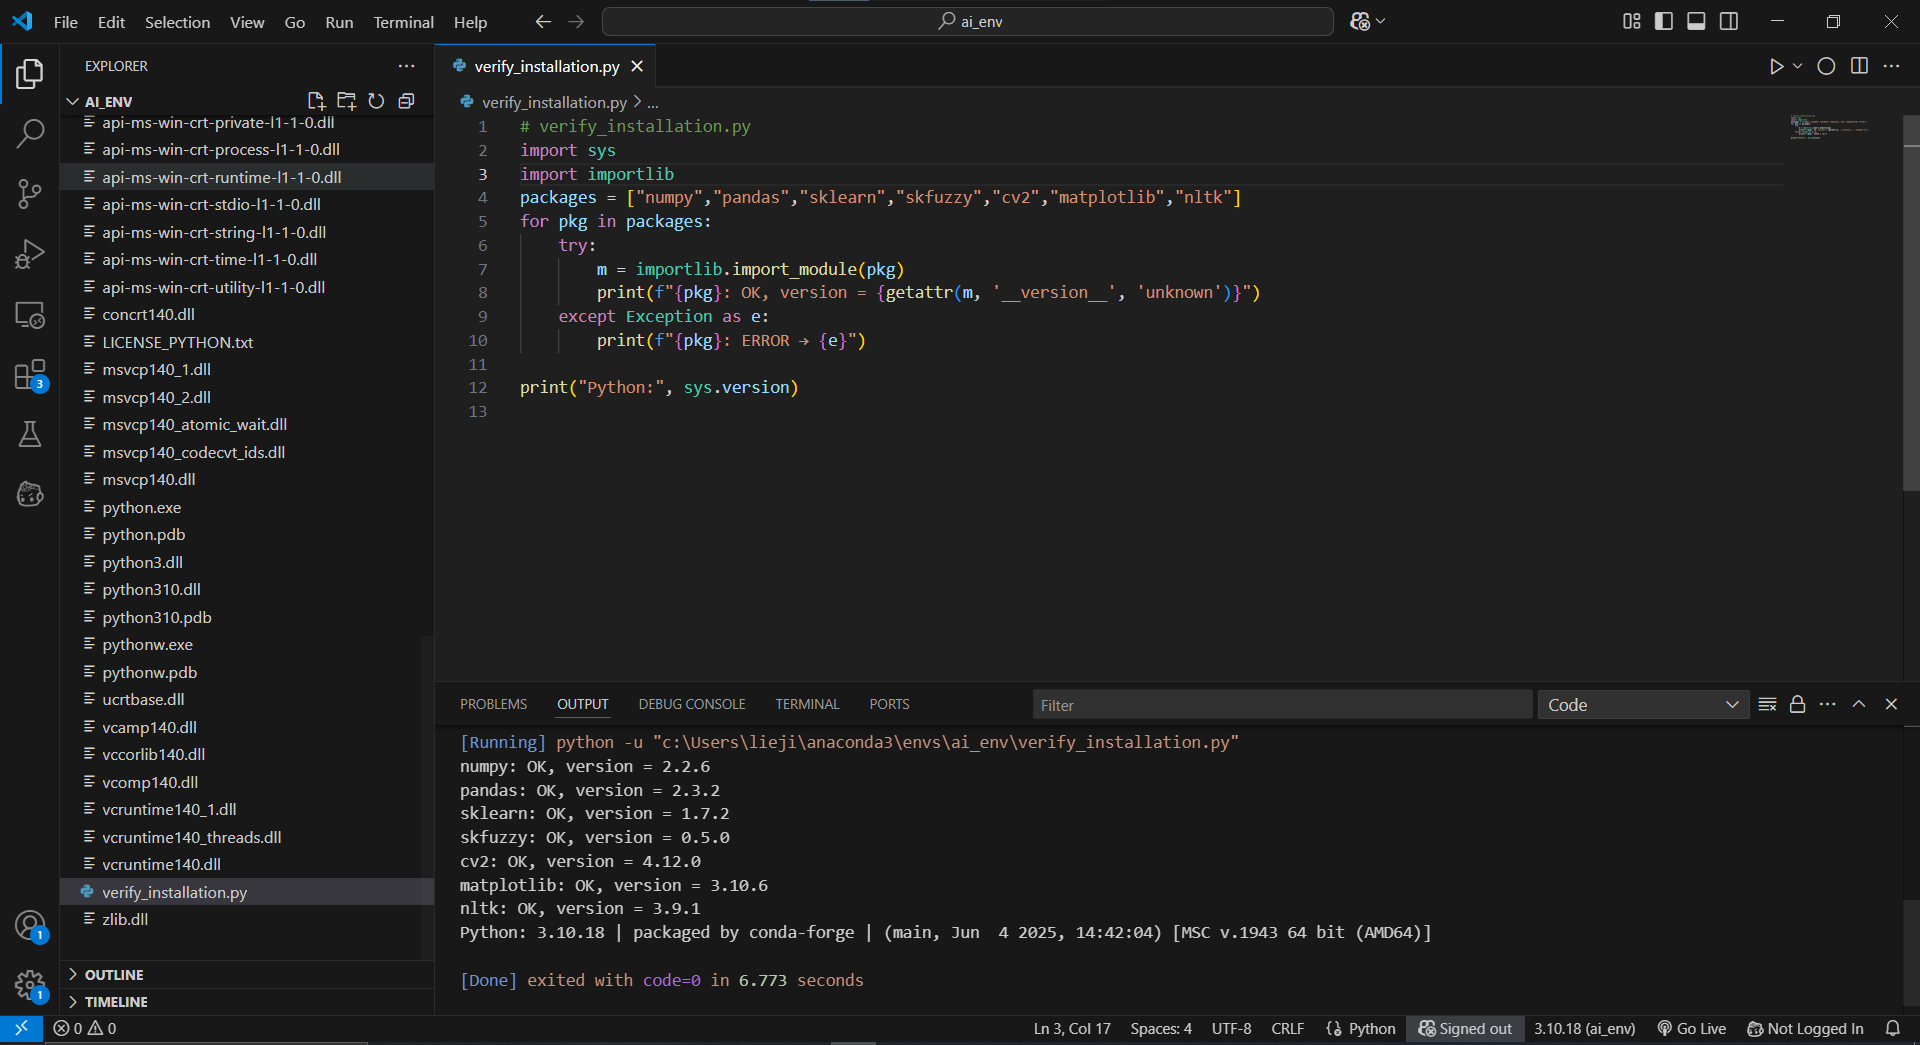 File Edit Selection View Go Run Terminal Help
ai_env
EXPLORER
AI_ENV
api-ms-win-crt-private-l1-1-0.dll
api-ms-win-crt-process-l1-1-0.dll
api-ms-win-crt-runtime-l1-1-0.dll
api-ms-win-crt-stdio-l1-1-0.dll
api-ms-win-crt-string-l1-1-0.dll
api-ms-win-crt-time-l1-1-0.dll
api-ms-win-crt-utility-l1-1-0.dll
concrt140.dll
LICENSE_PYTHON.txt
msvcp140_1.dll
msvcp140_2.dll
msvcp140_atomic_wait.dll
msvcp140_codecvt_ids.dll
msvcp140.dll
python.exe
python.pdb
python3.dll
python310.dll
python310.pdb
pythonw.exe
pythonw.pdb
ucrtbase.dll
vcamp140.dll
vccorlib140.dll
vcomp140.dll
vcruntime140_1.dll
vcruntime140_threads.dll
vcruntime140.dll
verify_installation.py
zlib.dll
OUTLINE
TIMELINE
3
1
1
verify_installation.py
verify_installation.py > ...
1 # verify_installation.py
2 import sys
3 import importlib
4 packages = ["numpy","pandas","sklearn","skfuzzy","cv2","matplotlib","nltk"]
5 for pkg in packages:
6 try:
7 m = importlib.import_module(pkg)
8 print(f"{pkg}: OK, version = {getattr(m, '__version__', 'unknown')}")
9 except Exception as e:
10 print(f"{pkg}: ERROR → {e}")
11
12 print("Python:", sys.version)
13
PROBLEMS OUTPUT DEBUG CONSOLE TERMINAL PORTS
Filter
Code
[Running] python -u "c:\Users\lieji\anaconda3\envs\ai_env\verify_installation.py"
numpy: OK, version = 2.2.6
pandas: OK, version = 2.3.2
sklearn: OK, version = 1.7.2
skfuzzy: OK, version = 0.5.0
cv2: OK, version = 4.12.0
matplotlib: OK, version = 3.10.6
nltk: OK, version = 3.9.1
Python: 3.10.18 | packaged by conda-forge | (main, Jun  4 2025, 14:42:04) [MSC v.1943 64 bit (AMD64)]
[Done] exited with code=0 in 6.773 seconds
0 0
Ln 3, Col 17 Spaces: 4 UTF-8 CRLF {} Python Signed out 3.10.18 (ai_env) Go Live Not Logged In